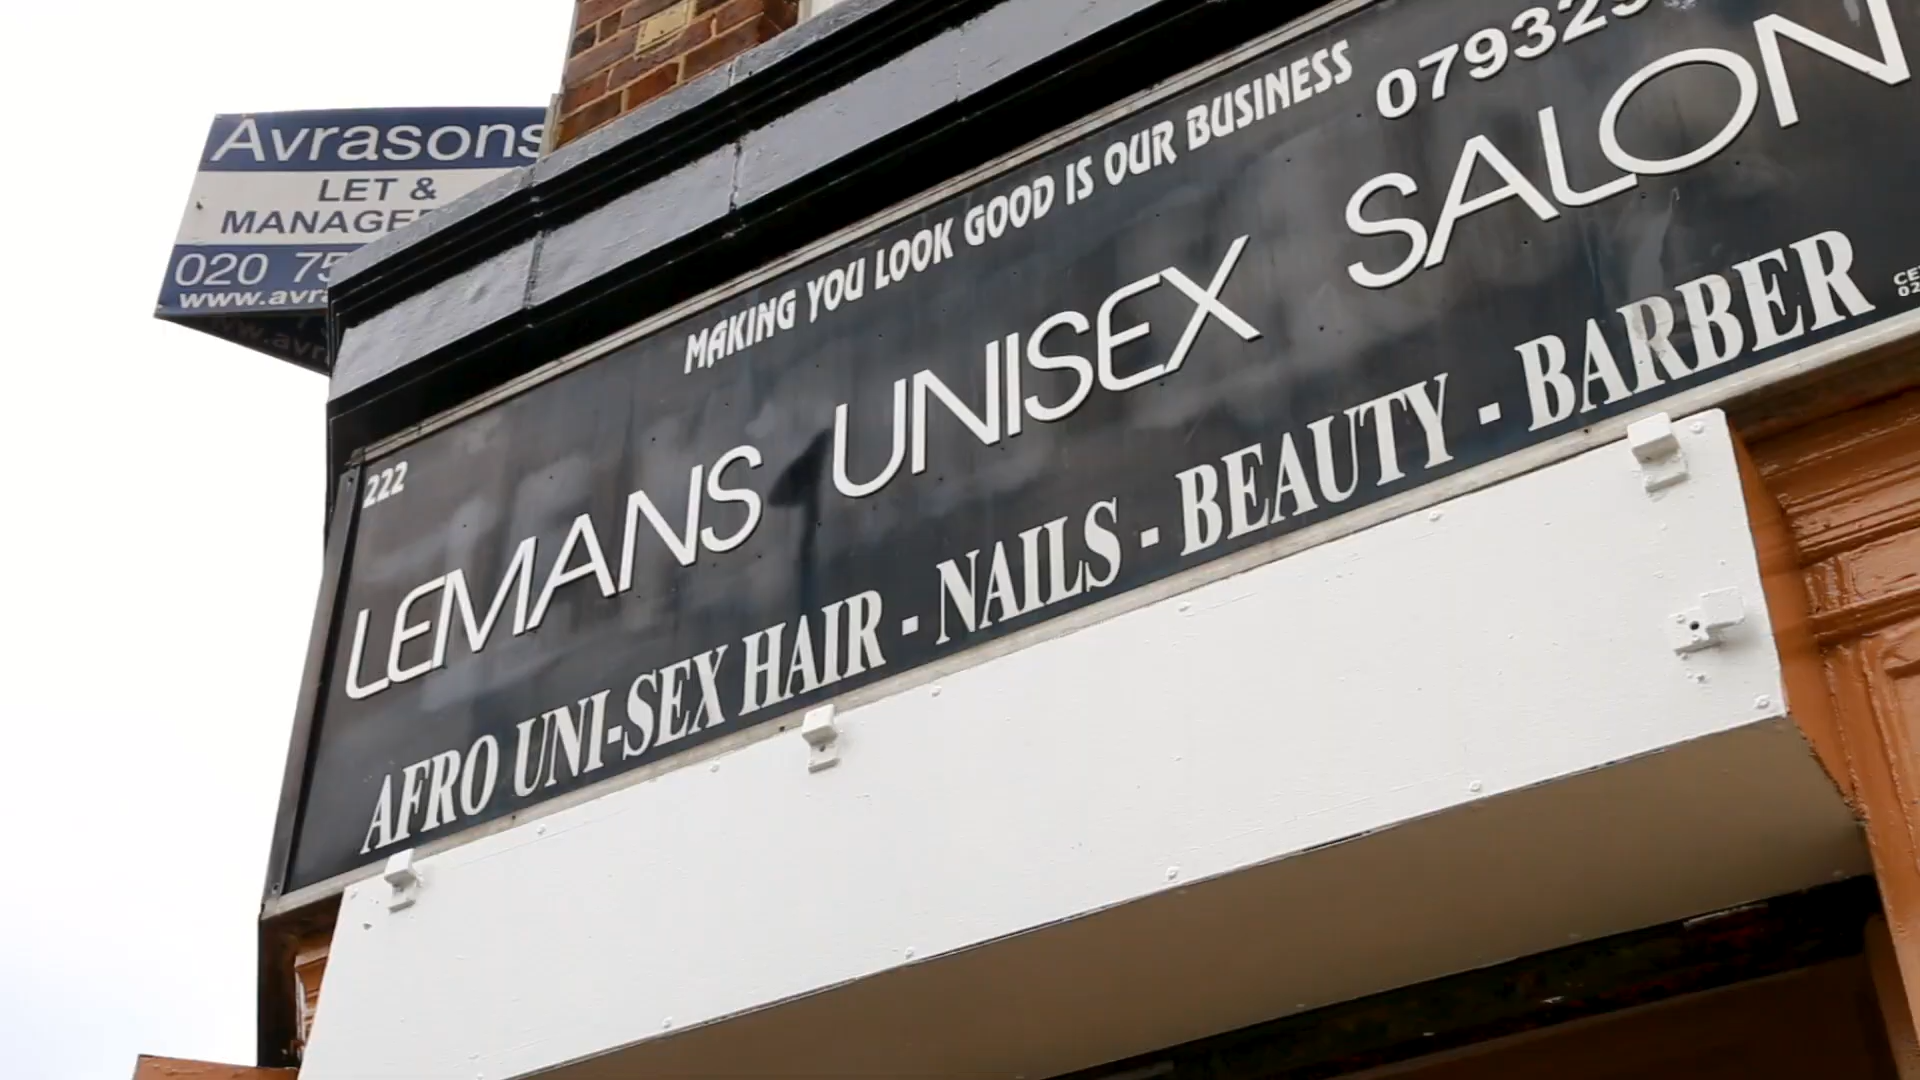 Avrasons
LET &
MANAGE
020 75
www.avra
MAKING YOU LOOK GOOD IS OUR BUSINESS
07932
222
LEMANS UNISEX SALON
AFRO UNI-SEX HAIR - NAILS - BEAUTY - BARBER